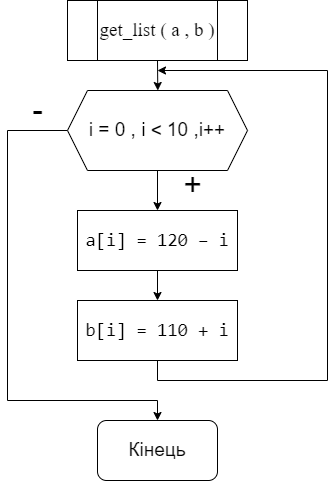 get_list ( a , b )
-
i = 0 , i < 10 ,i++
+
a[i] = 120 – i
b[i] = 110 + i
Кінець